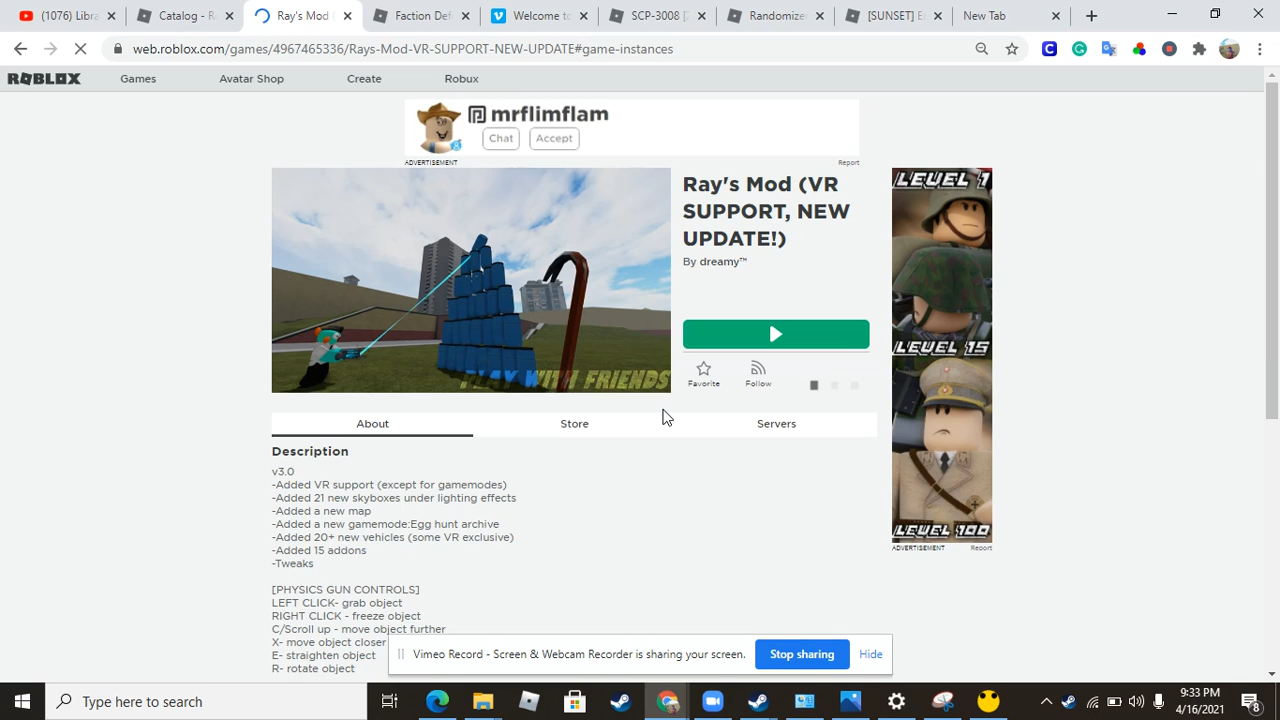 (1076) Libra
Catalog - R
Ray's Mod (
Faction Def
Welcome to
SCP-3008 [
Randomize
[SUNSET] E
New Tab
web.roblox.com/games/4967465336/Rays-Mod-VR-SUPPORT-NEW-UPDATE#game-instances
ROBLOX
Games
Avatar Shop
Create
Robux
mrflimflam
Chat
Accept
ADVERTISEMENT
Report
PLAY WITH FRIENDS
Ray's Mod (VR
SUPPORT, NEW
UPDATE!)
By dreamy™
Favorite
Follow
LEVEL 1
LEVEL 15
LEVEL 100
ADVERTISEMENT
Report
About
Store
Servers
Description
v3.0
-Added VR support (except for gamemodes)
-Added 21 new skyboxes under lighting effects
-Added a new map
-Added a new gamemode:Egg hunt archive
-Added 20+ new vehicles (some VR exclusive)
-Added 15 addons
-Tweaks
[PHYSICS GUN CONTROLS]
LEFT CLICK- grab object
RIGHT CLICK - freeze object
C/Scroll up - move object further
X- move object closer
E- straighten object
R- rotate object
Vimeo Record - Screen & Webcam Recorder is sharing your screen.
Stop sharing
Hide
Type here to search
9:33 PM
4/16/2021
8